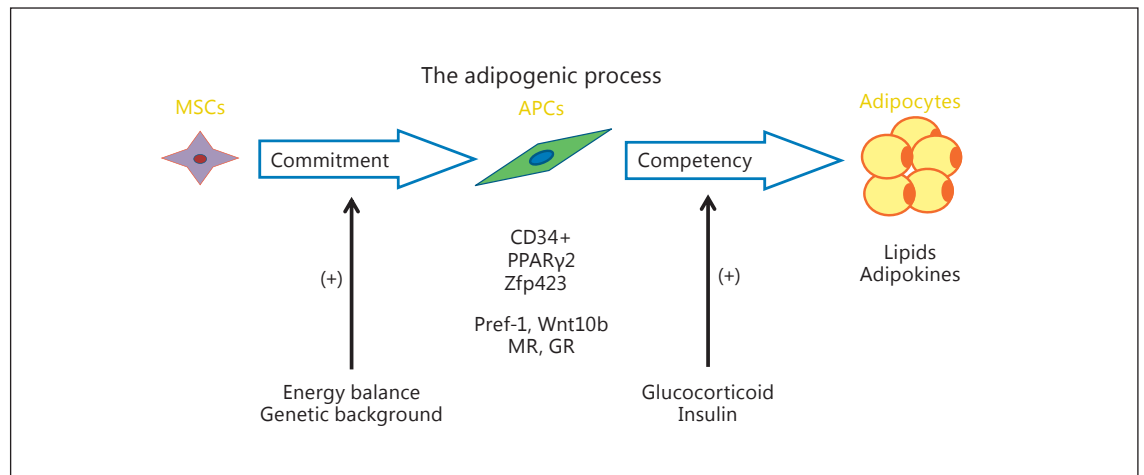 The adipogenic process
MSCs
APCs
Adipocytes
Commitment
Competency
CD34+
PPARγ2
Zfp423
Pref-1, Wnt10b
MR, GR
Lipids
Adipokines
(+)
(+)
Energy balance
Genetic background
Glucocorticoid
Insulin